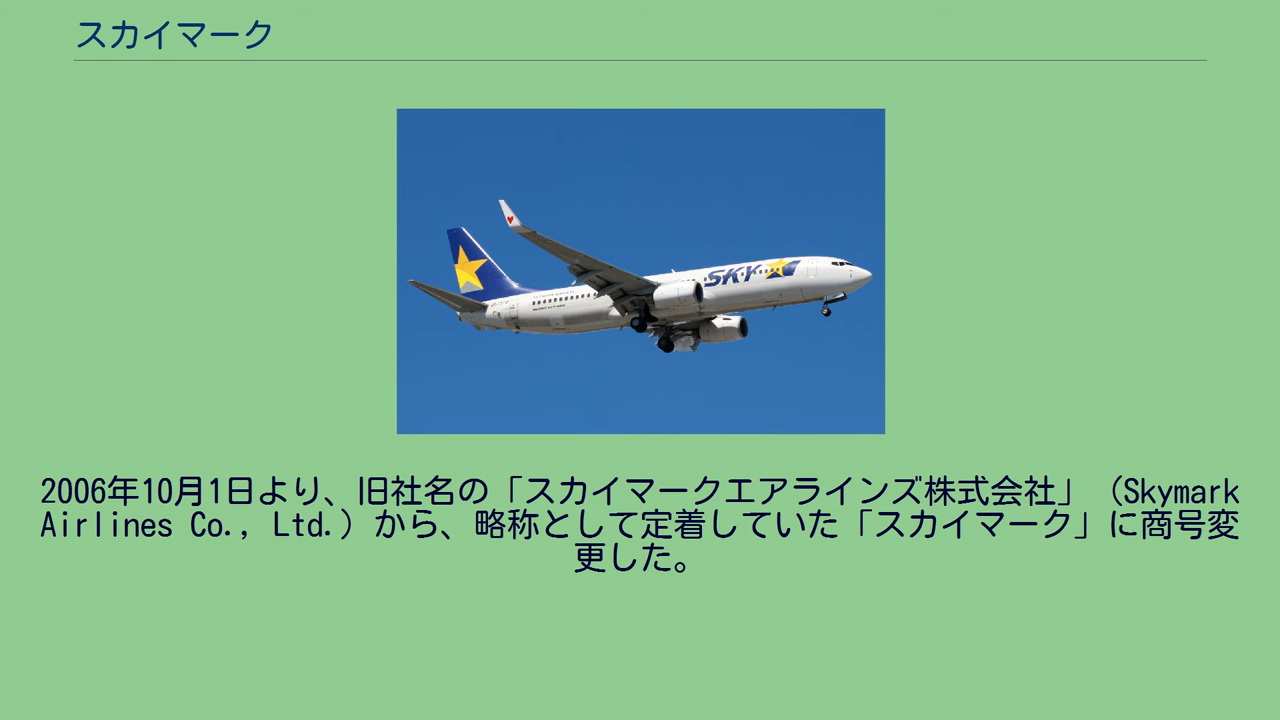 スカイマーク
SKY
2006年10月1日より、旧社名の「スカイマークエアラインズ株式会社」（Skymark
Airlines Co., Ltd.）から、略称として定着していた「スカイマーク」に商号変
更した。